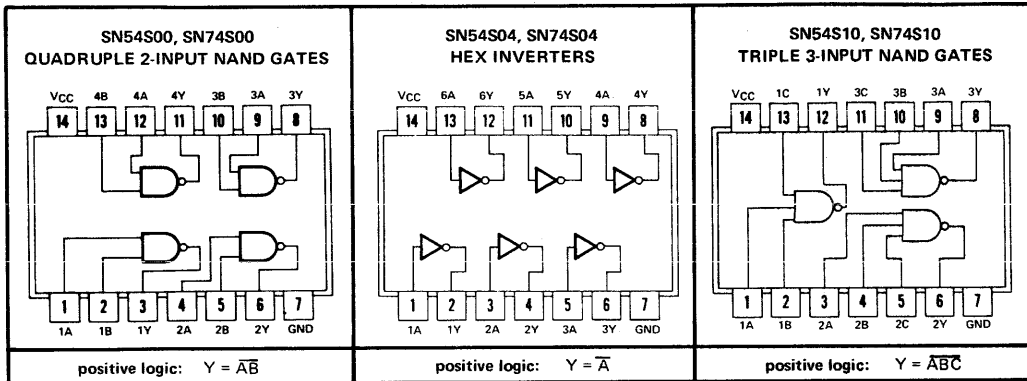 SN54S00, SN74S00
QUADRUPLE 2-INPUT NAND GATES
VCC 4B 4A 4Y 3B 3A 3Y
14 13 12 11 10 9 8
1 2 3 4 5 6 7
1A 1B 1Y 2A 2B 2Y GND
positive logic: Y = A̅B̅
SN54S04, SN74S04
HEX INVERTERS
VCC 6A 6Y 5A 5Y 4A 4Y
14 13 12 11 10 9 8
1 2 3 4 5 6 7
1A 1Y 2A 2Y 3A 3Y GND
positive logic: Y = A̅
SN54S10, SN74S10
TRIPLE 3-INPUT NAND GATES
VCC 1C 1Y 3C 3B 3A 3Y
14 13 12 11 10 9 8
1 2 3 4 5 6 7
1A 1B 2A 2B 2C 2Y GND
positive logic: Y = A̅B̅C̅